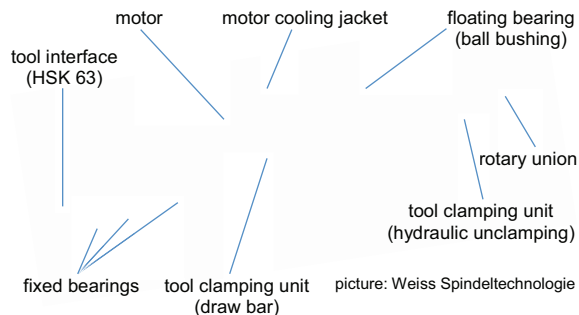 motor
motor cooling jacket
floating bearing
(ball bushing)
tool interface
(HSK 63)
rotary union
tool clamping unit
(hydraulic unclamping)
fixed bearings
tool clamping unit
(draw bar)
picture: Weiss Spindeltechnologie